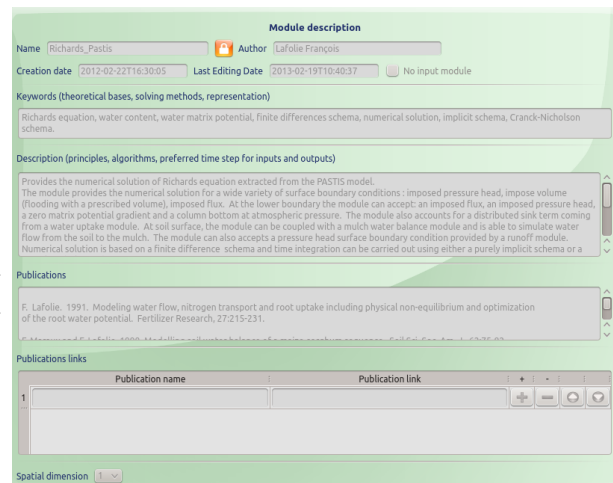 Module description
Name Richards_Pastis Author Lafolie François
Creation date 2012-02-22T16:30:05 Last Editing Date 2013-02-19T10:40:37 No input module
Keywords (theoretical bases, solving methods, representation)
Richards equation, water content, water matrix potential, finite differences schema, numerical solution, implicit schema, Cranck-Nicholson
schema.
Description (principles, algorithms, preferred time step for inputs and outputs)
Provides the numerical solution of Richards equation extracted from the PASTIS model.
The module provides the numerical solution for a wide variety of surface boundary conditions : imposed pressure head, impose volume
(flooding with a prescribed volume), imposed flux. At the lower boundary the module can accept: an imposed flux, an imposed pressure head,
a zero matrix potential gradient and a column bottom at atmospheric pressure. The module also accounts for a distributed sink term coming
from a water uptake module. At soil surface, the module can be coupled with a mulch water balance module and is able to simulate water
flow from the soil to the mulch. The module can also accepts a pressure head surface boundary condition provided by a runoff module.
Numerical solution is based on a finite difference schema and time integration can be carried out using either a purely implicit schema or a
Publications
F. Lafolie. 1991. Modeling water flow, nitrogen transport and root uptake including physical non-equilibrium and optimization
of the root water potential. Fertilizer Research, 27:215-231.
Publications links
Publication name Publication link + -
1
Spatial dimension 1